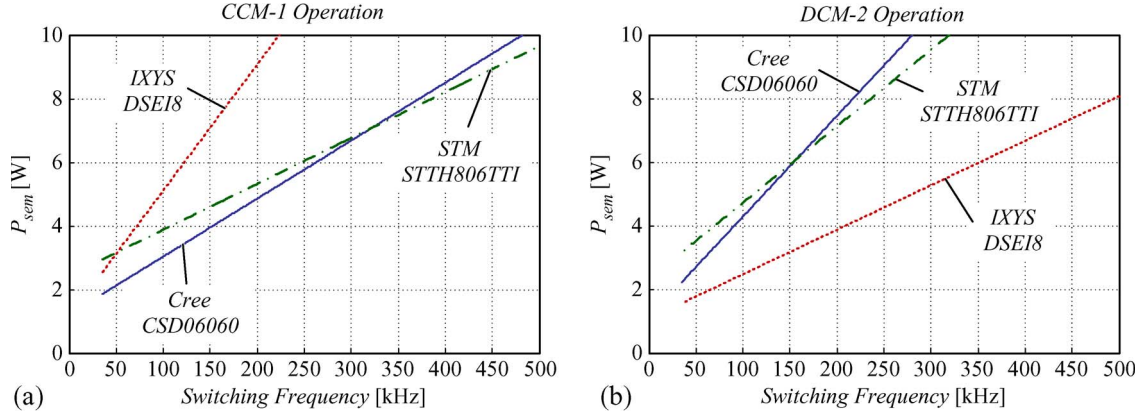 CCM-1 Operation
10
8
6
4
2
0
P_sem [W]
IXYS
DSEI8
STM
STTH806TTI
Cree
CSD06060
0 50 100 150 200 250 300 350 400 450 500
(a)
Switching Frequency [kHz]
DCM-2 Operation
10
8
6
4
2
0
P_sem [W]
Cree
CSD06060
STM
STTH806TTI
IXYS
DSEI8
0 50 100 150 200 250 300 350 400 450 500
(b)
Switching Frequency [kHz]